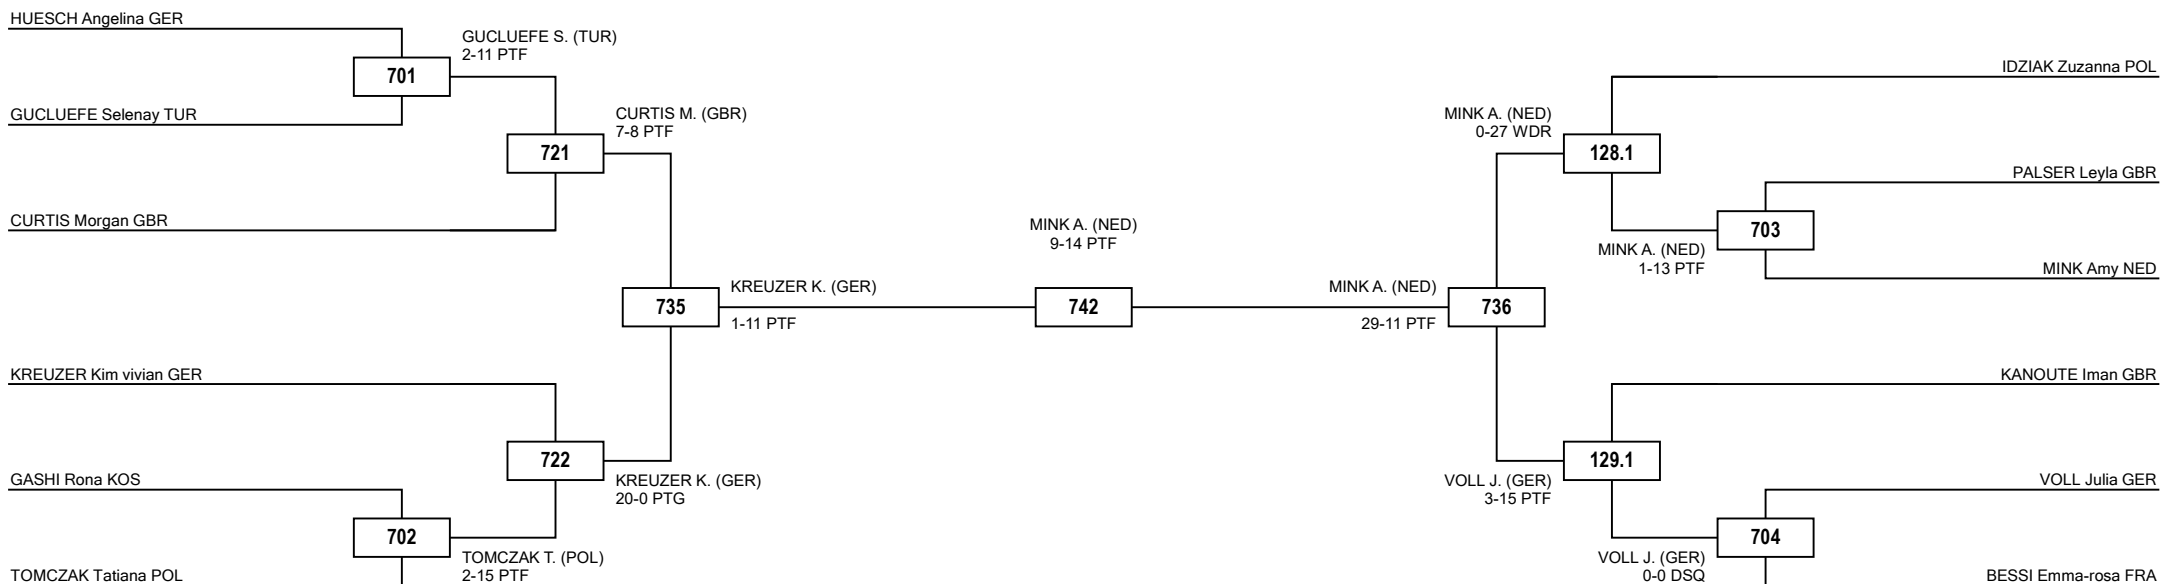 HUESCH Angelina GER
GUCLUEFE S. (TUR)
2-11 PTF
701
GUCLUEFE Selenay TUR
CURTIS M. (GBR)
7-8 PTF
721
CURTIS Morgan GBR
KREUZER K. (GER)
735
1-11 PTF
KREUZER Kim vivian GER
722
GASHI Rona KOS
KREUZER K. (GER)
20-0 PTG
702
TOMCZAK T. (POL)
2-15 PTF
TOMCZAK Tatiana POL
MINK A. (NED)
9-14 PTF
742
IDZIAK Zuzanna POL
MINK A. (NED)
0-27 WDR
128.1
PALSER Leyla GBR
703
MINK A. (NED)
1-13 PTF
MINK Amy NED
MINK A. (NED)
736
29-11 PTF
KANOUTE Iman GBR
129.1
VOLL J. (GER)
3-15 PTF
VOLL Julia GER
704
VOLL J. (GER)
0-0 DSQ
BESSI Emma-rosa FRA